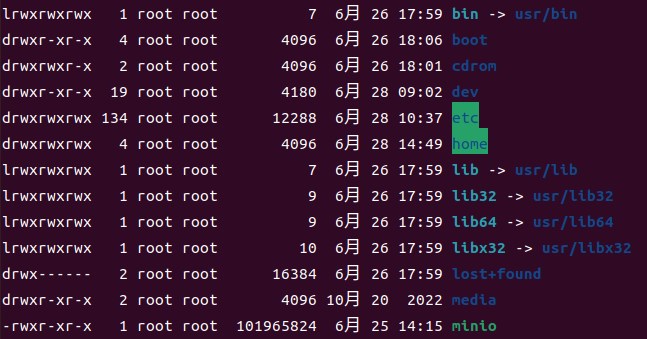 lrwxrwxrwx 1 root root 7 6月 26 17:59 bin -> usr/bin
drwxr-xr-x 4 root root 4096 6月 26 18:06 boot
drwxrwxr-x 2 root root 4096 6月 26 18:01 cdrom
drwxr-xr-x 19 root root 4180 6月 28 09:02 dev
drwxrwxrwx 134 root root 12288 6月 28 10:37 etc
drwxrwxrwx 4 root root 4096 6月 28 14:49 home
lrwxrwxrwx 1 root root 7 6月 26 17:59 lib -> usr/lib
lrwxrwxrwx 1 root root 9 6月 26 17:59 lib32 -> usr/lib32
lrwxrwxrwx 1 root root 9 6月 26 17:59 lib64 -> usr/lib64
lrwxrwxrwx 1 root root 10 6月 26 17:59 libx32 -> usr/libx32
drwx------ 2 root root 16384 6月 26 17:59 lost+found
drwxr-xr-x 2 root root 4096 10月 20 2022 media
-rwxr-xr-x 1 root root 101965824 6月 25 14:15 minio